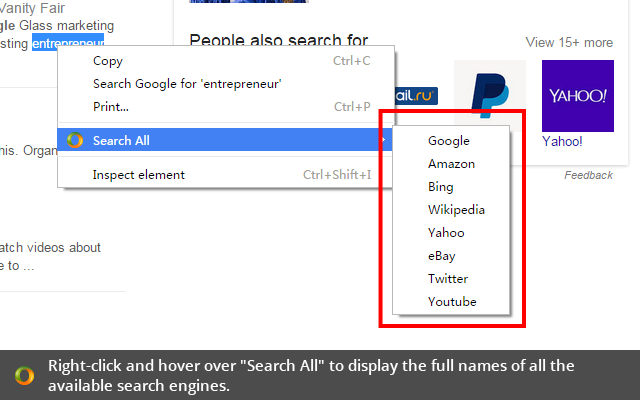 Vanity Fair
gle Glass marketing
sting entrepreneur
People also search for
View 15+ more
Copy Ctrl+C
Search Google for 'entrepreneur'
Print... Ctrl+P
ail.ru
YAHOO!
Yahoo!
Search All
his. Organ
Inspect element Ctrl+Shift+I
Feedback
Google
Amazon
Bing
Wikipedia
Yahoo
eBay
Twitter
Youtube
atch videos about
e to ...
Right-click and hover over "Search All" to display the full names of all the
available search engines.